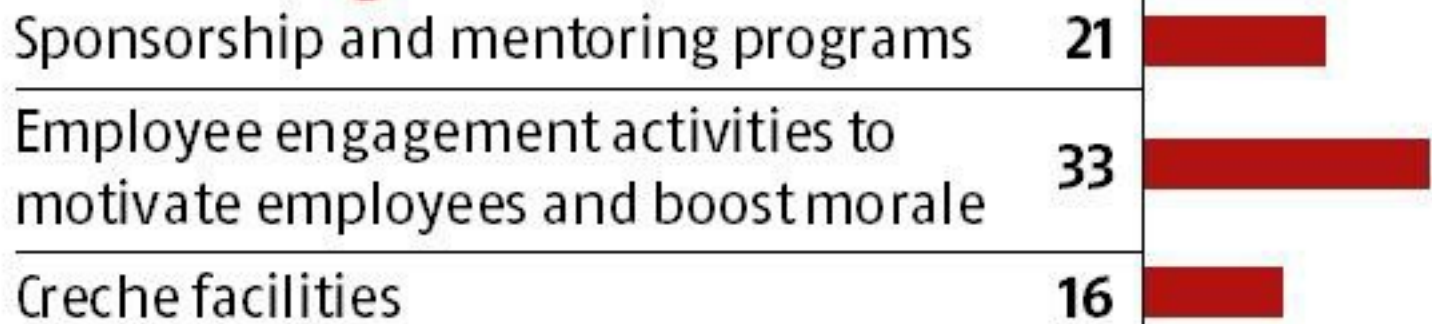 Sponsorship and mentoring programs 21
Employee engagement activities to
motivate employees and boost morale 33
Creche facilities 16